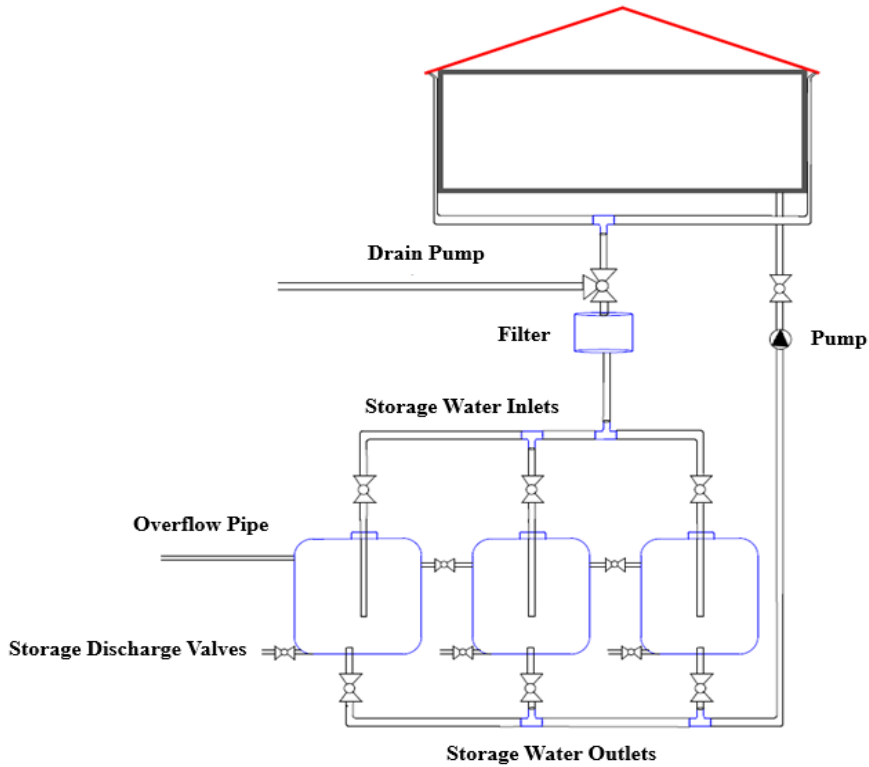 Drain Pump
Filter
Pump
Storage Water Inlets
Overflow Pipe
Storage Discharge Valves
Storage Water Outlets